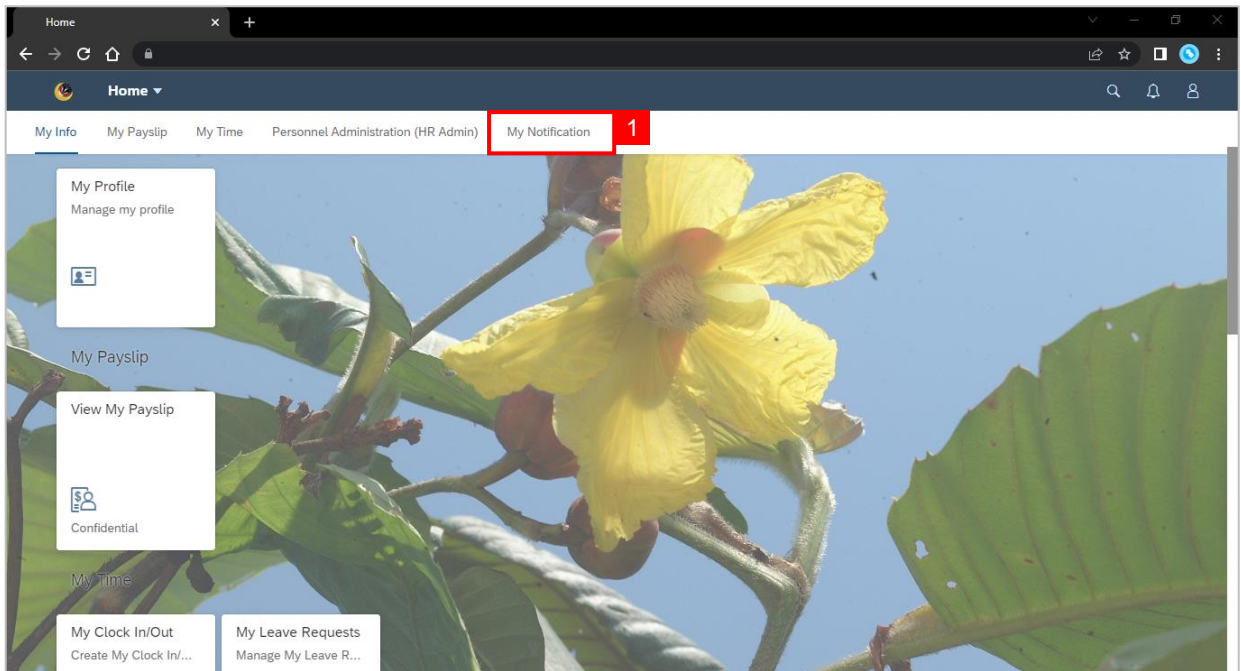 Home
Home
My Info My Payslip My Time Personnel Administration (HR Admin) My Notification 1
My Profile
Manage my profile
My Payslip
View My Payslip
Confidential
My Time
My Clock In/Out My Leave Requests
Create My Clock In/... Manage My Leave R...